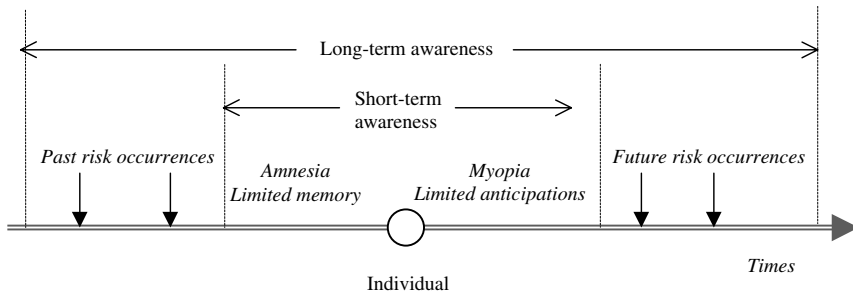 Long-term awareness
Short-term
awareness
Past risk occurrences
Amnesia
Limited memory
Myopia
Limited anticipations
Future risk occurrences
Times
Individual